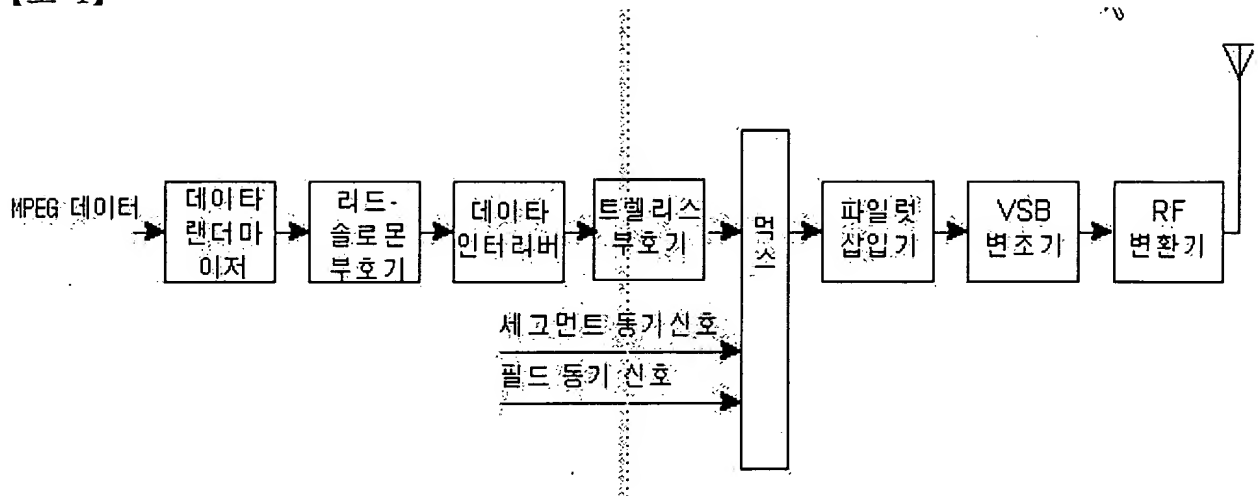 MPEG 데이터
데이타
랜더마
이저
리드-
솔로몬
부호기
데이타
인터리버
트렐리스
부호기
먹스
파일럿
삽입기
VSB
변조기
RF
변환기
세그먼트 동기 신호
필드 동기 신호